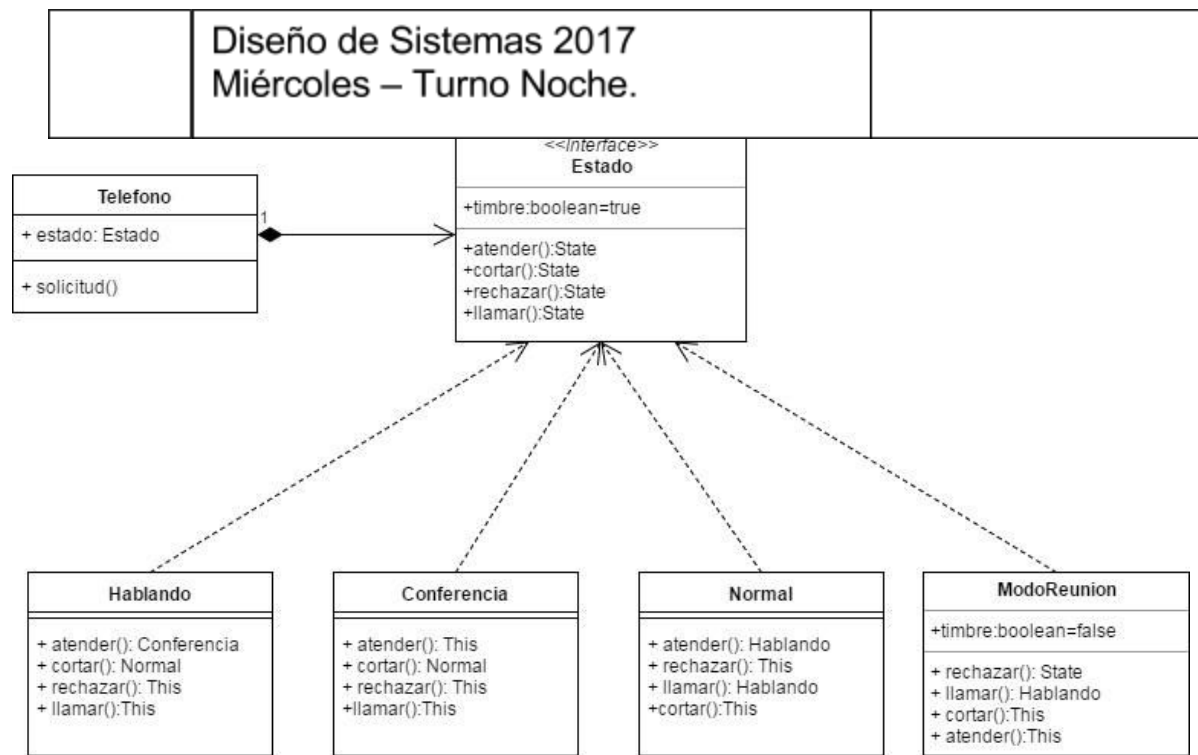 Diseño de Sistemas 2017
Miércoles – Turno Noche.
<<Interface>>
Estado
+timbre:boolean=true
+atender():State
+cortar():State
+rechazar():State
+llamar():State
Telefono
+ estado: Estado
+ solicitud()
1
Hablando
+ atender(): Conferencia
+ cortar(): Normal
+ rechazar(): This
+ llamar():This
Conferencia
+ atender(): This
+ cortar(): Normal
+ rechazar(): This
+llamar():This
Normal
+ atender(): Hablando
+ rechazar(): This
+ llamar(): Hablando
+cortar():This
ModoReunion
+timbre:boolean=false
+ rechazar(): State
+ llamar(): Hablando
+ cortar():This
+ atender():This